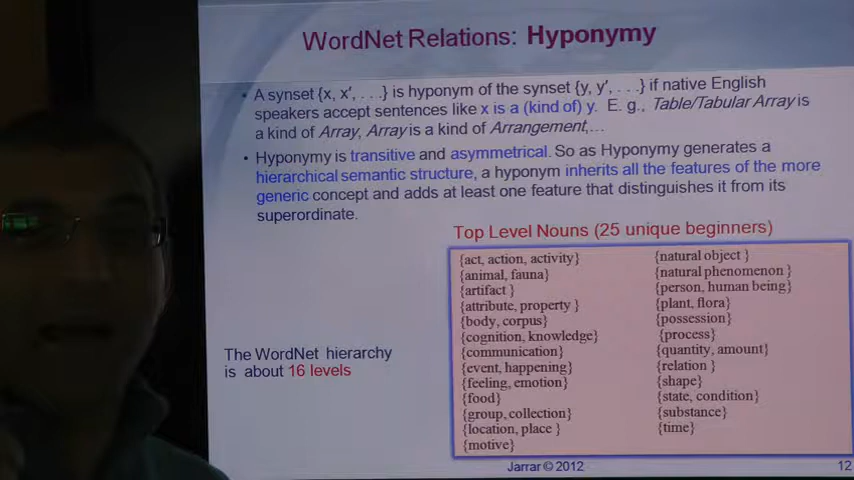 WordNet Relations: Hyponymy
• A synset {x, x′, . . .} is hyponym of the synset {y, y′, . . .} if native English
speakers accept sentences like x is a (kind of) y. E. g., Table/Tabular Array is
a kind of Array, Array is a kind of Arrangement,...
• Hyponymy is transitive and asymmetrical. So as Hyponymy generates a
hierarchical semantic structure, a hyponym inherits all the features of the more
generic concept and adds at least one feature that distinguishes it from its
superordinate.
Top Level Nouns (25 unique beginners)
{act, action, activity}
{animal, fauna}
{artifact }
{attribute, property }
{body, corpus}
{cognition, knowledge}
{communication}
{event, happening}
{feeling, emotion}
{food}
{group, collection}
{location, place }
{motive}
{natural object }
{natural phenomenon }
{person, human being}
{plant, flora}
{possession}
{process}
{quantity, amount}
{relation }
{shape}
{state, condition}
{substance}
{time}
The WordNet hierarchy
is about 16 levels
Jarrar © 2012
12